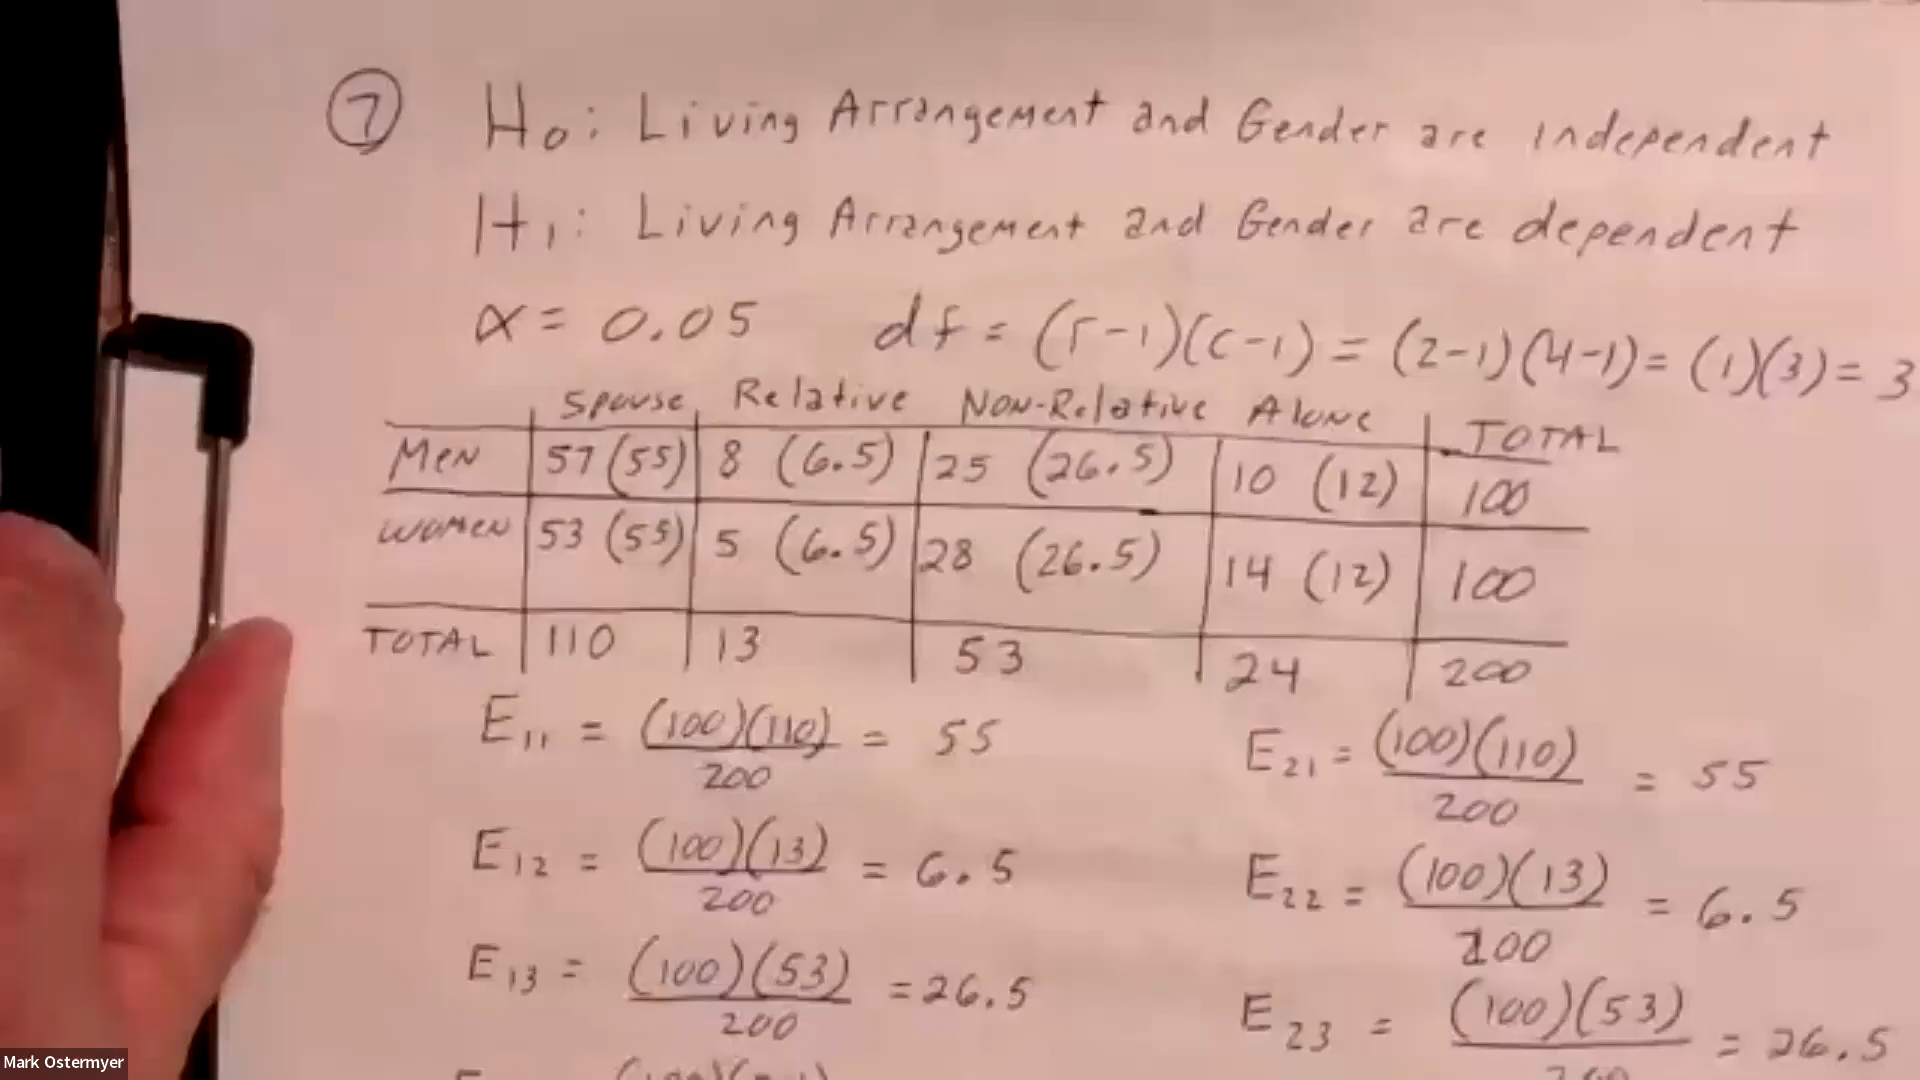 7 H₀: Living Arrangement and Gender are independent
H₁: Living Arrangement and Gender are dependent
α = 0.05 df = (r-1)(c-1) = (2-1)(4-1) = (1)(3) = 3
Spouse Relative Non-Relative Alone TOTAL
Men 57 (55) 8 (6.5) 25 (26.5) 10 (12) 100
Women 53 (55) 5 (6.5) 28 (26.5) 14 (12) 100
TOTAL 110 13 53 24 200
E₁₁ = (100)(110)/200 = 55 E₂₁ = (100)(110)/200 = 55
E₁₂ = (100)(13)/200 = 6.5 E₂₂ = (100)(13)/200 = 6.5
E₁₃ = (100)(53)/200 = 26.5 E₂₃ = (100)(53)/200 = 26.5
Mark Ostermyer